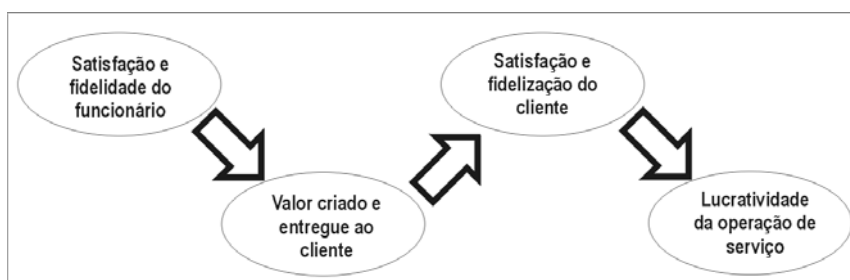 Satisfação e
fidelidade do
funcionário
Valor criado e
entregue ao
cliente
Satisfação e
fidelização do
cliente
Lucratividade
da operação de
serviço